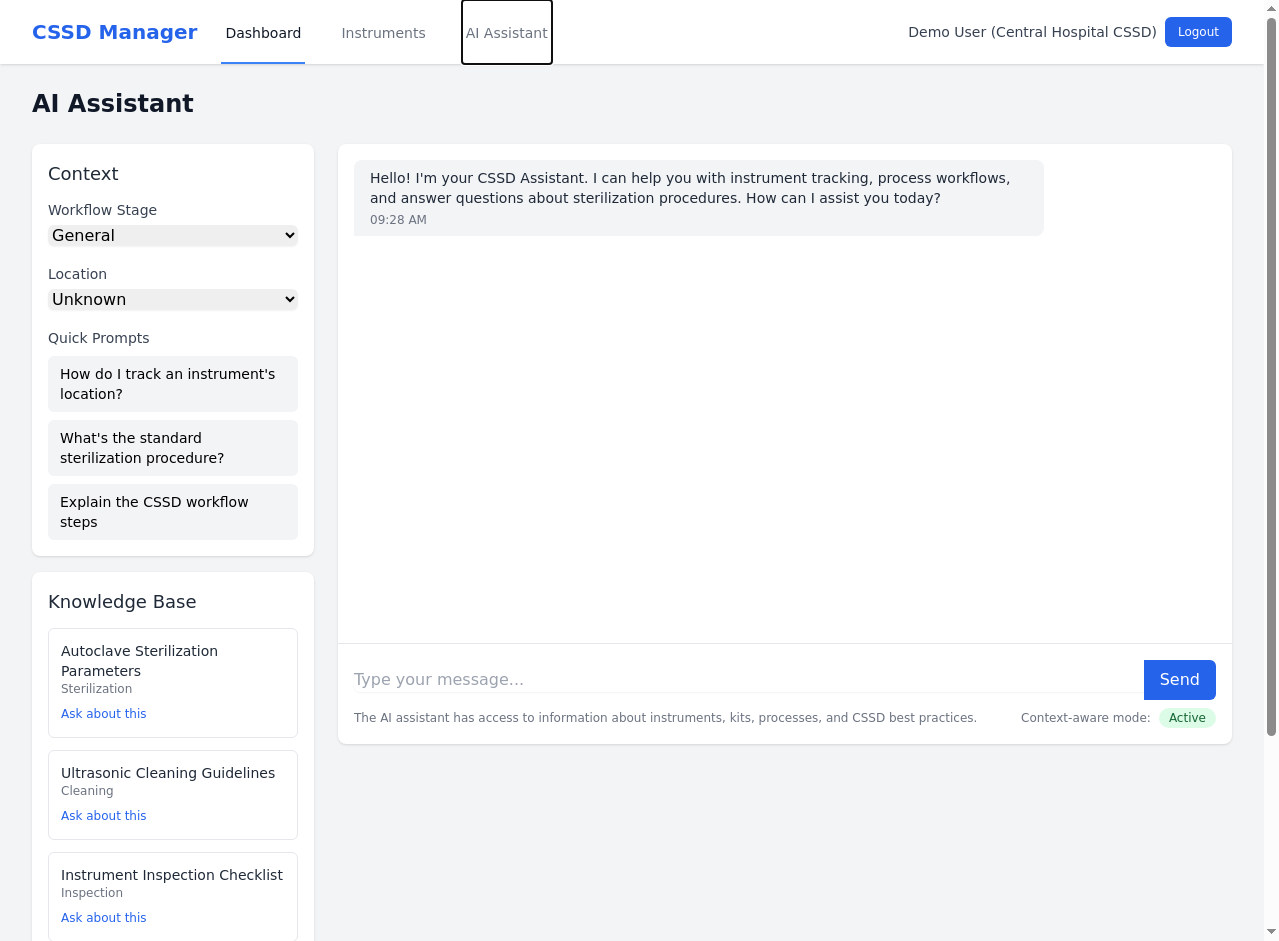 CSSD Manager
Dashboard
Instruments
AI Assistant
Demo User (Central Hospital CSSD)
Logout
AI Assistant
Context
Workflow Stage
General
Location
Unknown
Quick Prompts
How do I track an instrument's
location?
What's the standard
sterilization procedure?
Explain the CSSD workflow
steps
Knowledge Base
Autoclave Sterilization
Parameters
Sterilization
Ask about this
Ultrasonic Cleaning Guidelines
Cleaning
Ask about this
Instrument Inspection Checklist
Inspection
Ask about this
Hello! I'm your CSSD Assistant. I can help you with instrument tracking, process workflows,
and answer questions about sterilization procedures. How can I assist you today?
09:28 AM
Type your message...
Send
The AI assistant has access to information about instruments, kits, processes, and CSSD best practices.
Context-aware mode:
Active